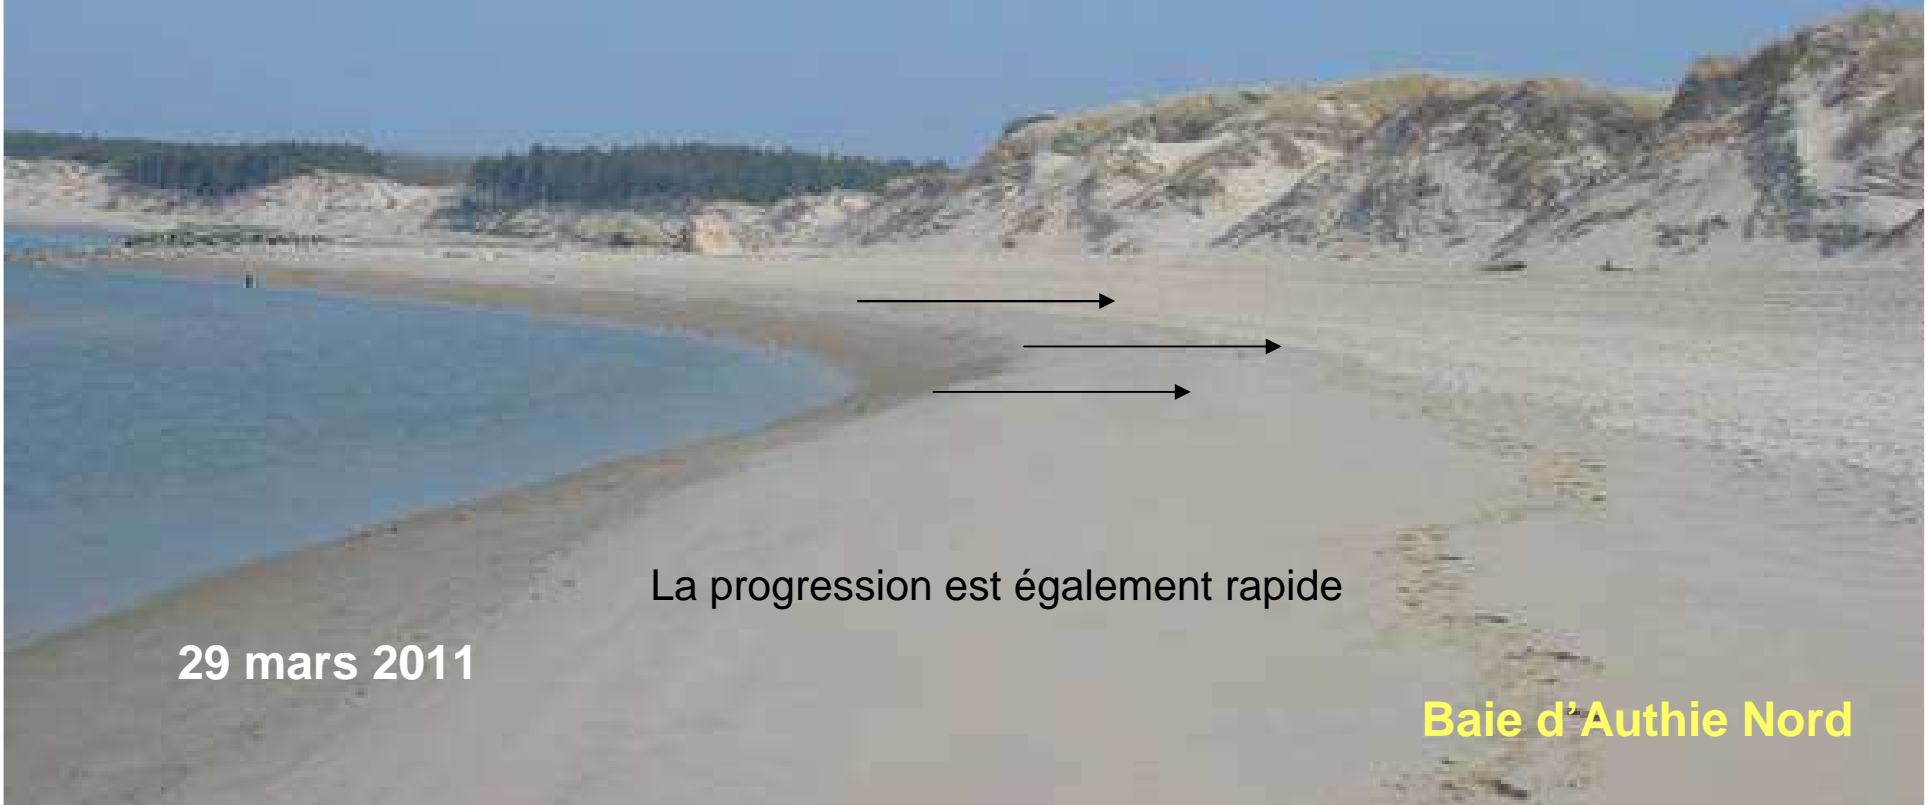 La progression est également rapide
29 mars 2011
Baie d’Authie Nord